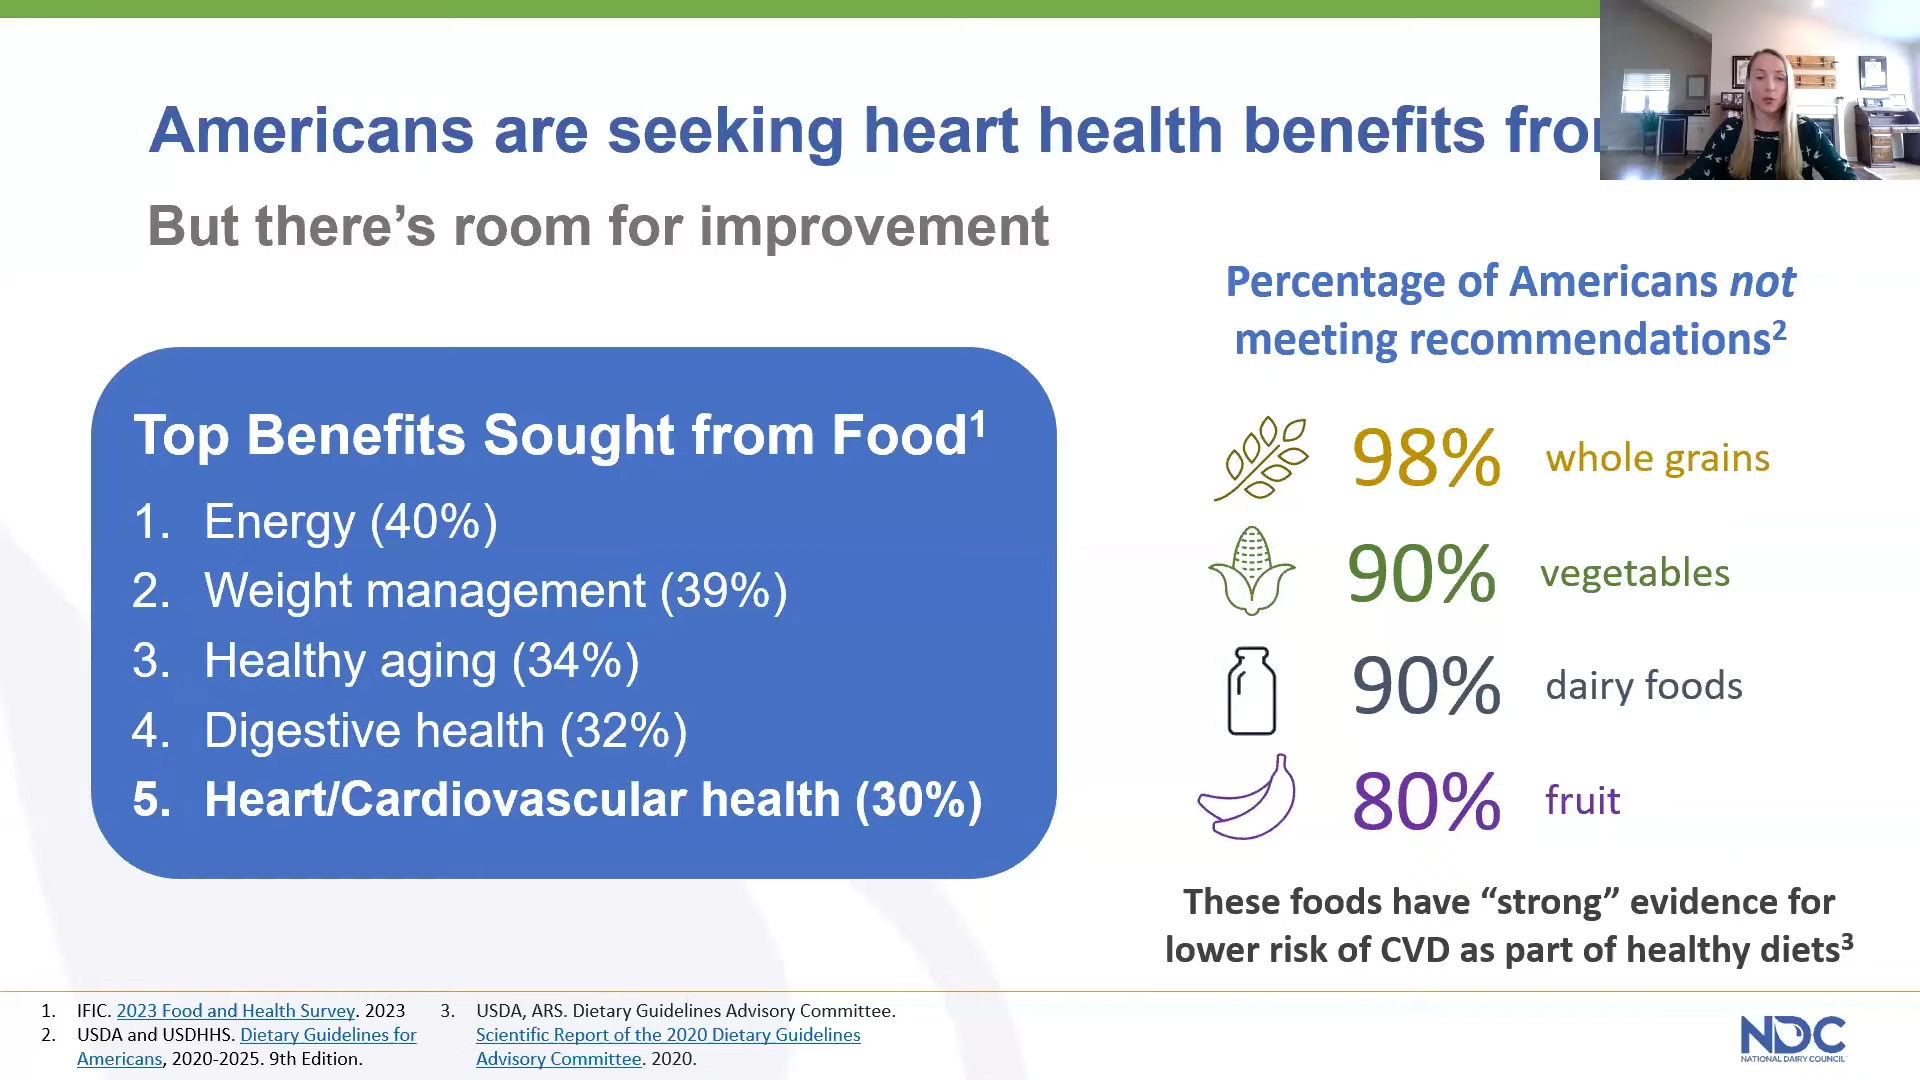 Americans are seeking heart health benefits
But there’s room for improvement
Top Benefits Sought from Food¹
1. Energy (40%)
2. Weight management (39%)
3. Healthy aging (34%)
4. Digestive health (32%)
5. Heart/Cardiovascular health (30%)
Percentage of Americans not
meeting recommendations²
98% whole grains
90% vegetables
90% dairy foods
80% fruit
These foods have “strong” evidence for
lower risk of CVD as part of healthy diets³
1. IFIC. 2023 Food and Health Survey. 2023
2. USDA and USDHHS. Dietary Guidelines for
Americans, 2020-2025. 9th Edition.
3. USDA, ARS. Dietary Guidelines Advisory Committee.
Scientific Report of the 2020 Dietary Guidelines
Advisory Committee. 2020.
NDC
NATIONAL DAIRY COUNCIL